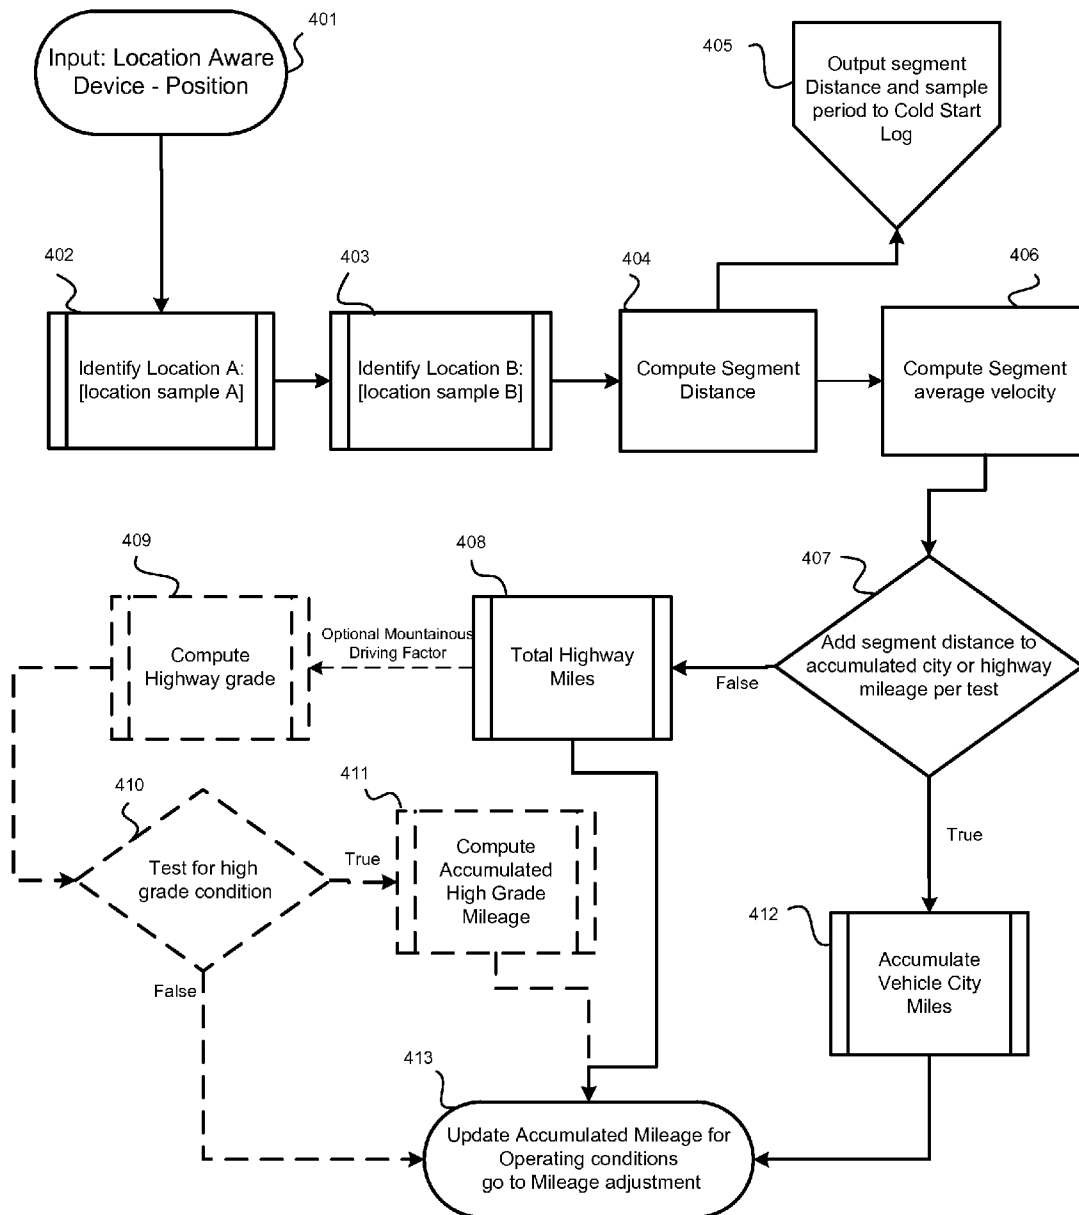 401
Input: Location Aware
Device - Position
405
Output segment
Distance and sample
period to Cold Start
Log
402
Identify Location A:
[location sample A]
403
Identify Location B:
[location sample B]
404
Compute Segment
Distance
406
Compute Segment
average velocity
407
Add segment distance to
accumulated city or highway
mileage per test
False
True
408
Total Highway
Miles
Optional Mountainous
Driving Factor
409
Compute
Highway grade
410
Test for high
grade condition
True
False
411
Compute
Accumulated
High Grade
Mileage
412
Accumulate
Vehicle City
Miles
413
Update Accumulated Mileage for
Operating conditions
go to Mileage adjustment